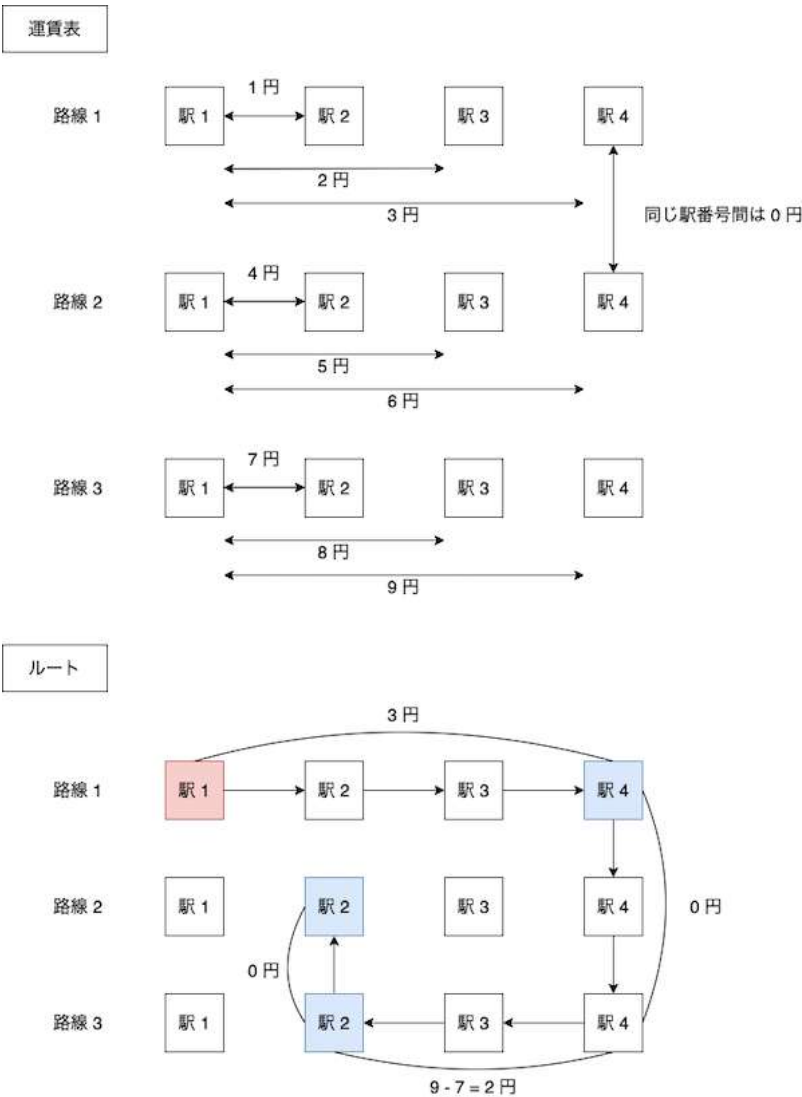 運賃表
1 円
路線 1 駅 1 駅 2 駅 3 駅 4
2 円
3 円
同じ駅番号間は 0 円
4 円
路線 2 駅 1 駅 2 駅 3 駅 4
5 円
6 円
7 円
路線 3 駅 1 駅 2 駅 3 駅 4
8 円
9 円
ルート
3 円
路線 1 駅 1 駅 2 駅 3 駅 4
路線 2 駅 1 駅 2 駅 3 駅 4 0 円
0 円
路線 3 駅 1 駅 2 駅 3 駅 4
9 - 7 = 2 円